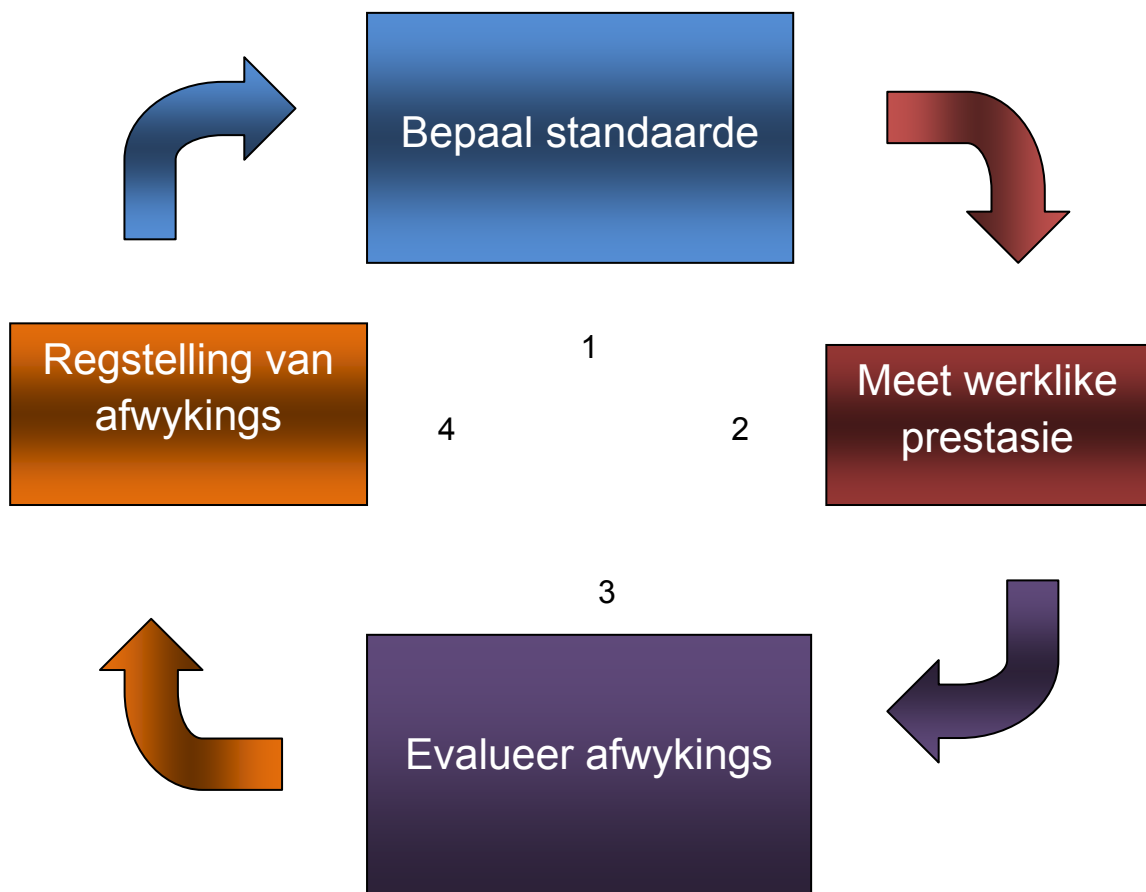 Bepaal standaarde
1
Meet werklike
prestasie
2
3
Evalueer afwykings
Regstelling van
afwykings
4